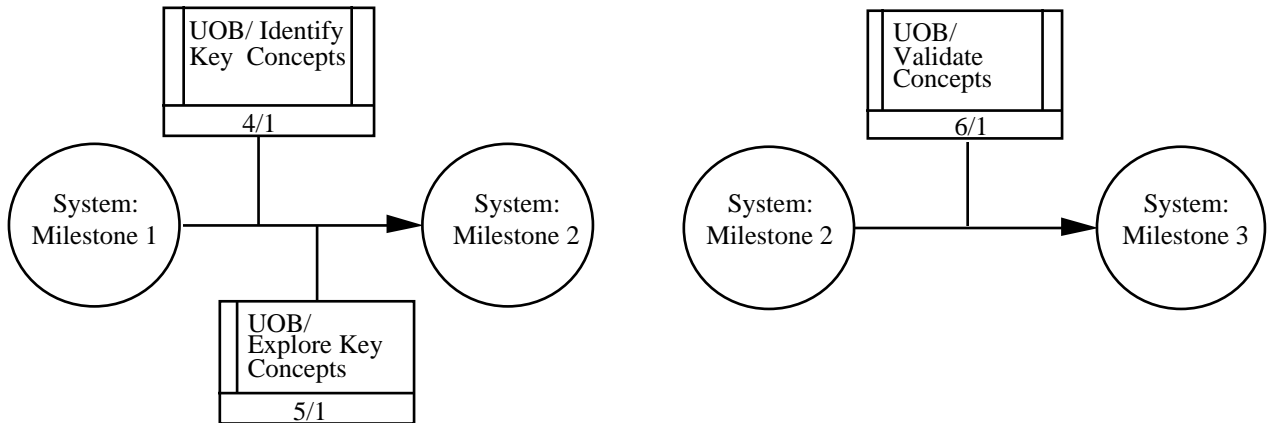 UOB/ Identify
Key Concepts
4/1
System:
Milestone 1
System:
Milestone 2
UOB/
Explore Key
Concepts
5/1
UOB/
Validate
Concepts
6/1
System:
Milestone 2
System:
Milestone 3